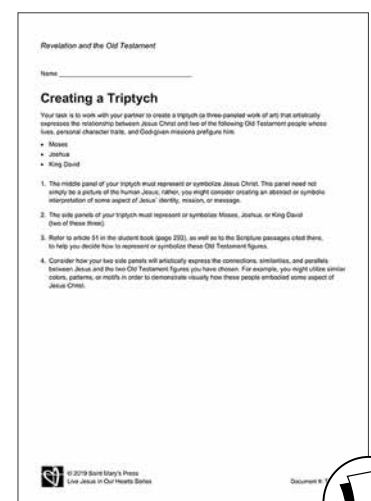 Revelation and the Old Testament
Name
Creating a Triptych
Your task is to work with your partner to create a triptych (a three-paneled work of art) that artistically
expresses the relationship between Jesus Christ and two of the following Old Testament people whose
lives, personal character traits, and God-given missions prefigure him:
• Moses
• Joshua
• King David
1. The middle panel of your triptych must represent or symbolize Jesus Christ. This panel need not
simply be a picture of the human Jesus; rather, you might consider creating an abstract or symbolic
interpretation of some aspect of Jesus' identity, mission, or message.
2. The side panels of your triptych must represent or symbolize Moses, Joshua, or King David
(two of these three).
3. Refer to article 51 in the student book (page 293), as well as to the Scripture passages cited there,
to help you decide how to represent or symbolize these Old Testament figures.
4. Consider how your two side panels will artistically express the connections, similarities, and parallels
between Jesus and the two Old Testament figures you have chosen. For example, you might utilize similar
colors, patterns, or motifs in order to demonstrate visually how these people embodied some aspect of
Jesus Christ.
© 2019 Saint Mary's Press
Live Jesus in Our Hearts Series
Document #: